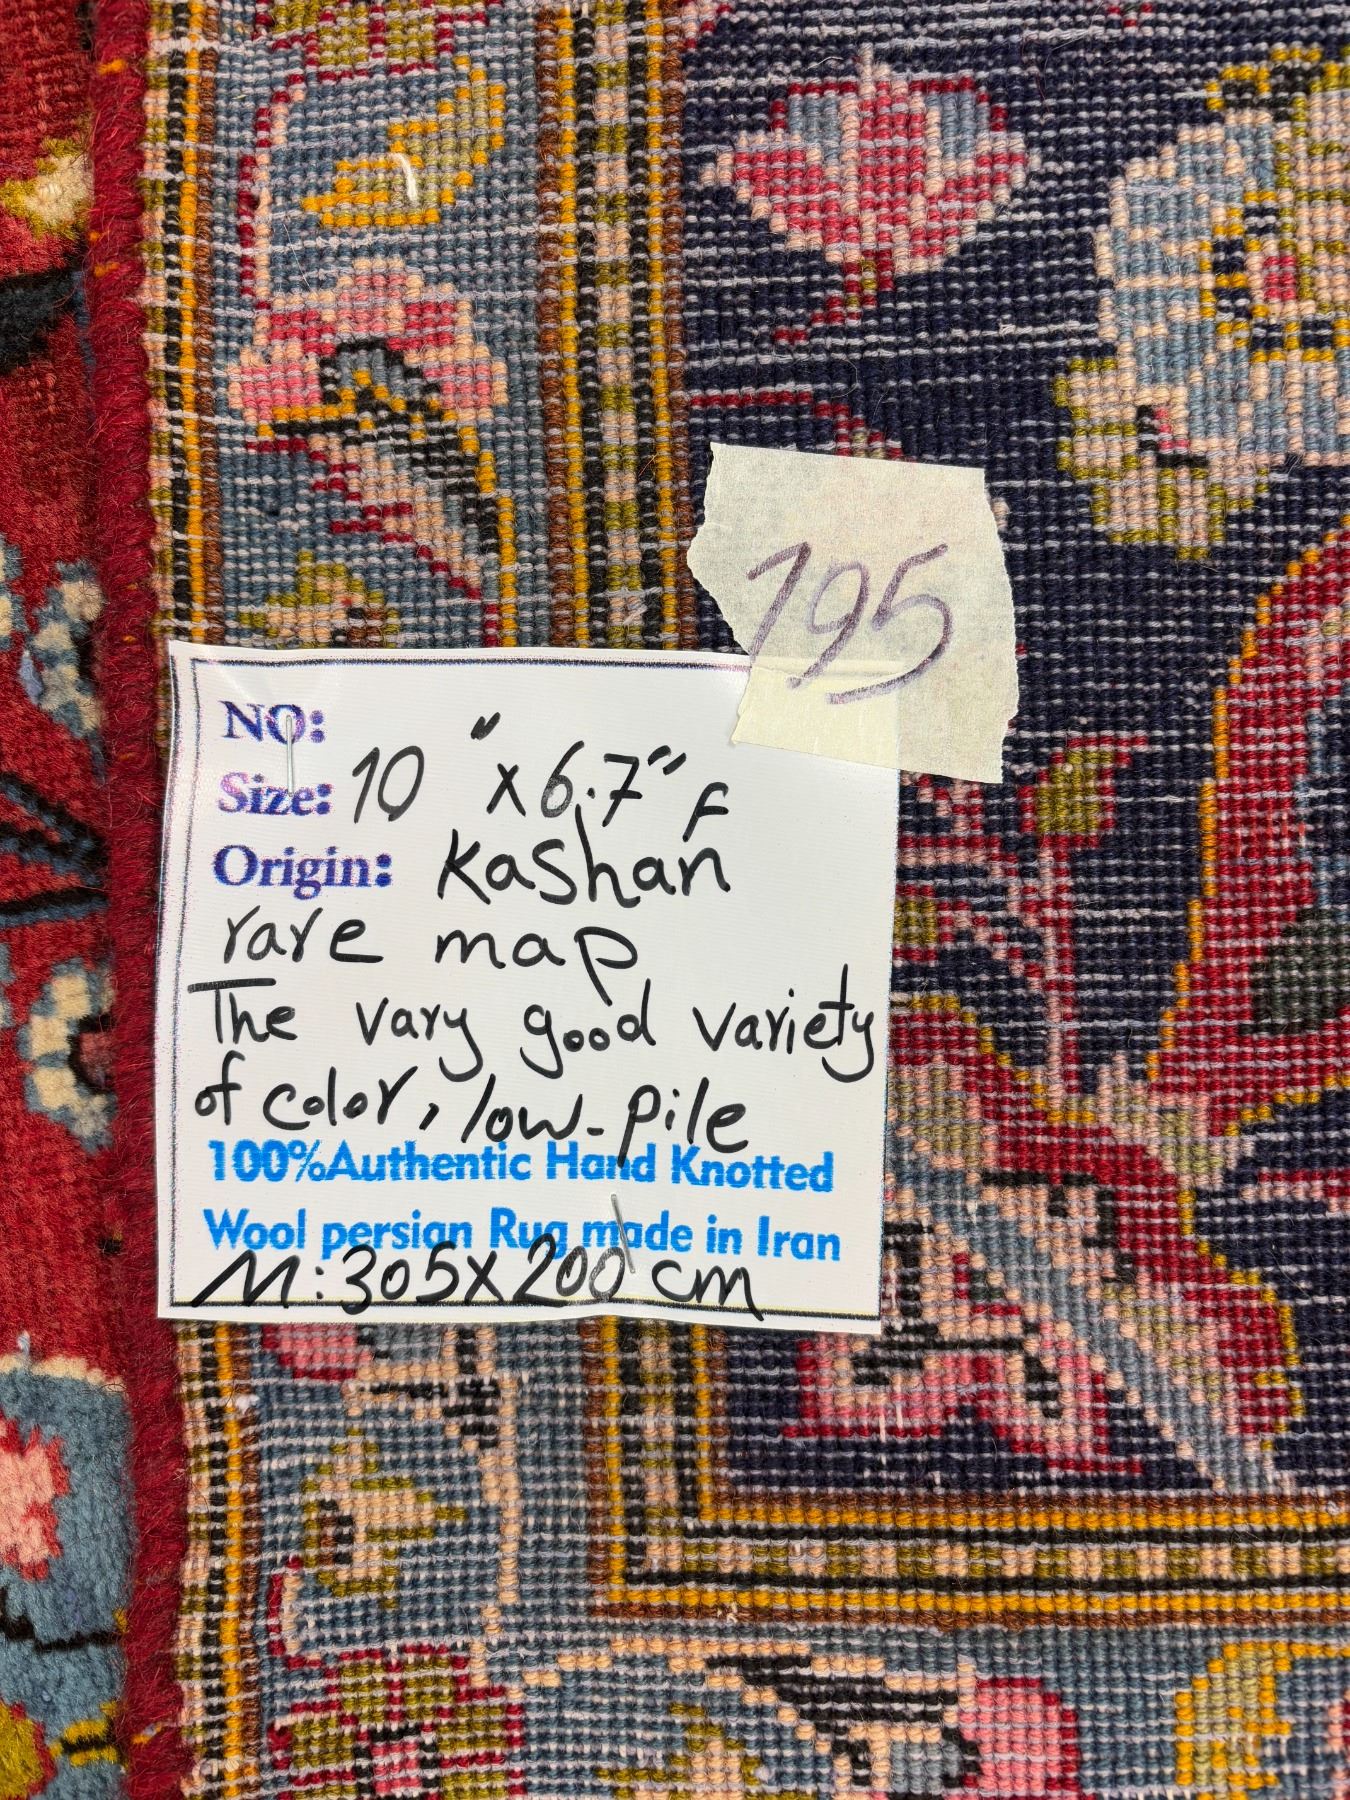 195
NO:
Size: 10 " x 6.7" F
Origin: Kashan
rare map
The vary good variety
of color, low-pile
100%Authentic Hand Knotted
Wool persian Rug made in Iran
M:305X200 cm